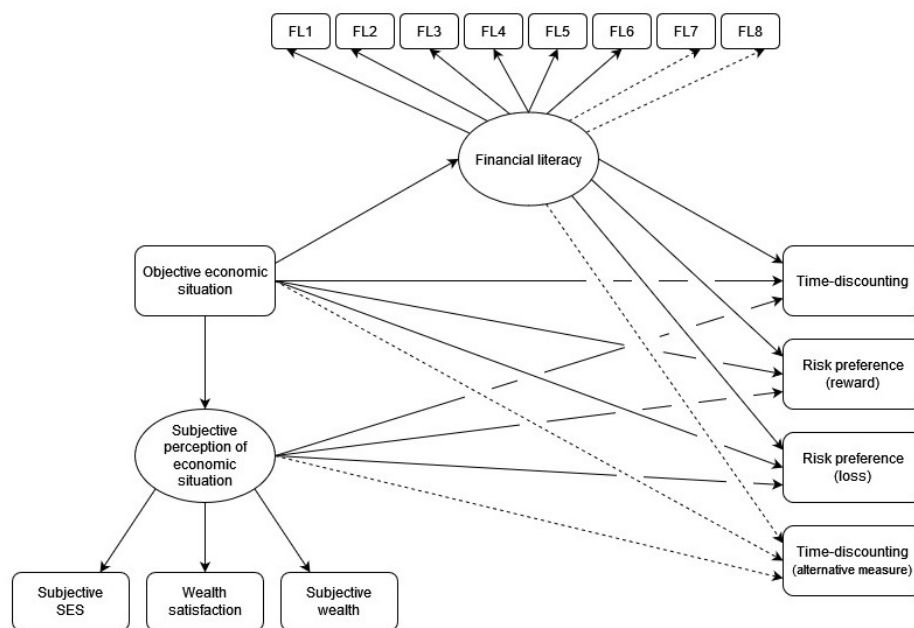 FL1
FL2
FL3
FL4
FL5
FL6
FL7
FL8
Financial literacy
Objective economic
situation
Time-discounting
Risk preference
(reward)
Subjective
perception of
economic
situation
Risk preference
(loss)
Time-discounting
(alternative measure)
Subjective
SES
Wealth
satisfaction
Subjective
wealth